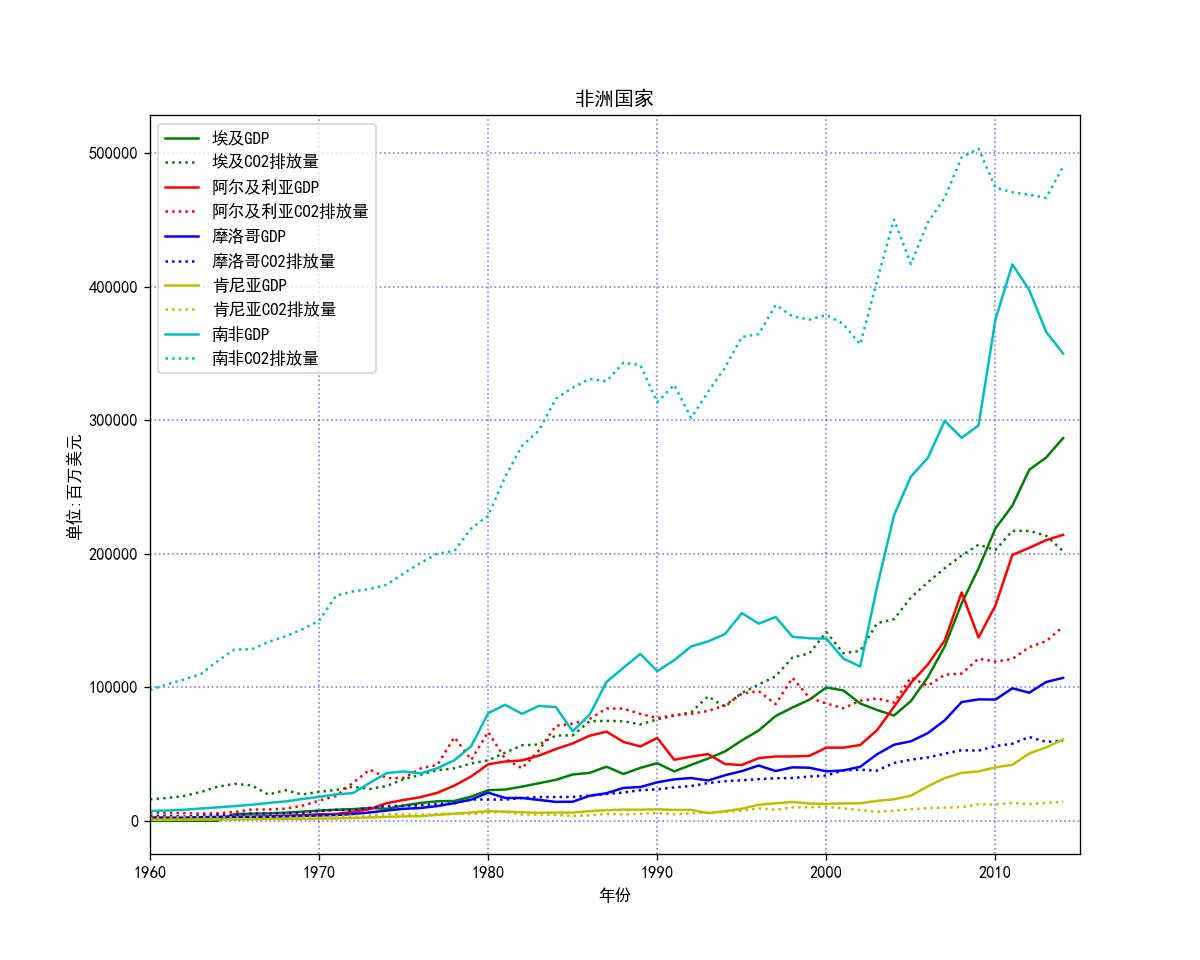 非洲国家
埃及GDP
埃及CO2排放量
阿尔及利亚GDP
阿尔及利亚CO2排放量
摩洛哥GDP
摩洛哥CO2排放量
肯尼亚GDP
肯尼亚CO2排放量
南非GDP
南非CO2排放量
500000
400000
300000
200000
100000
0
单位:百万美元
1960
1970
1980
1990
2000
2010
年份